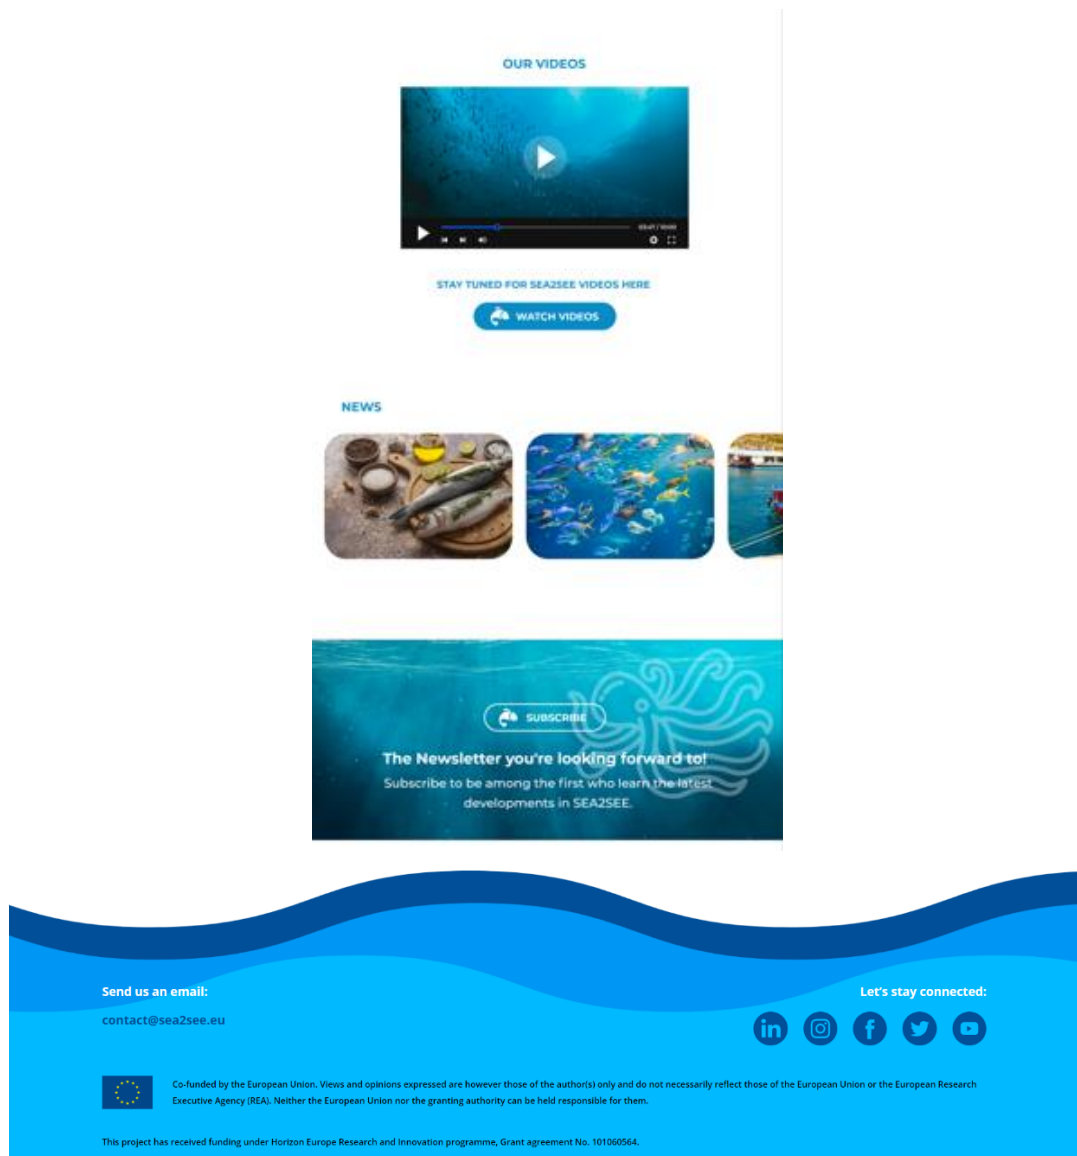 OUR VIDEOS
STAY TUNED FOR SEA2SEE VIDEOS HERE
WATCH VIDEOS
NEWS
SUBSCRIBE
The Newsletter you're looking forward to!
Subscribe to be among the first who learn the latest
developments in SEA2SEE.
Send us an email:
Let's stay connected:
contact@sea2see.eu
Co-funded by the European Union. Views and opinions expressed are however those of the author(s) only and do not necessarily reflect those of the European Union or the European Research
Executive Agency (REA). Neither the European Union nor the granting authority can be held responsible for them.
This project has received funding under Horizon Europe Research and Innovation programme, Grant agreement No. 101060564.